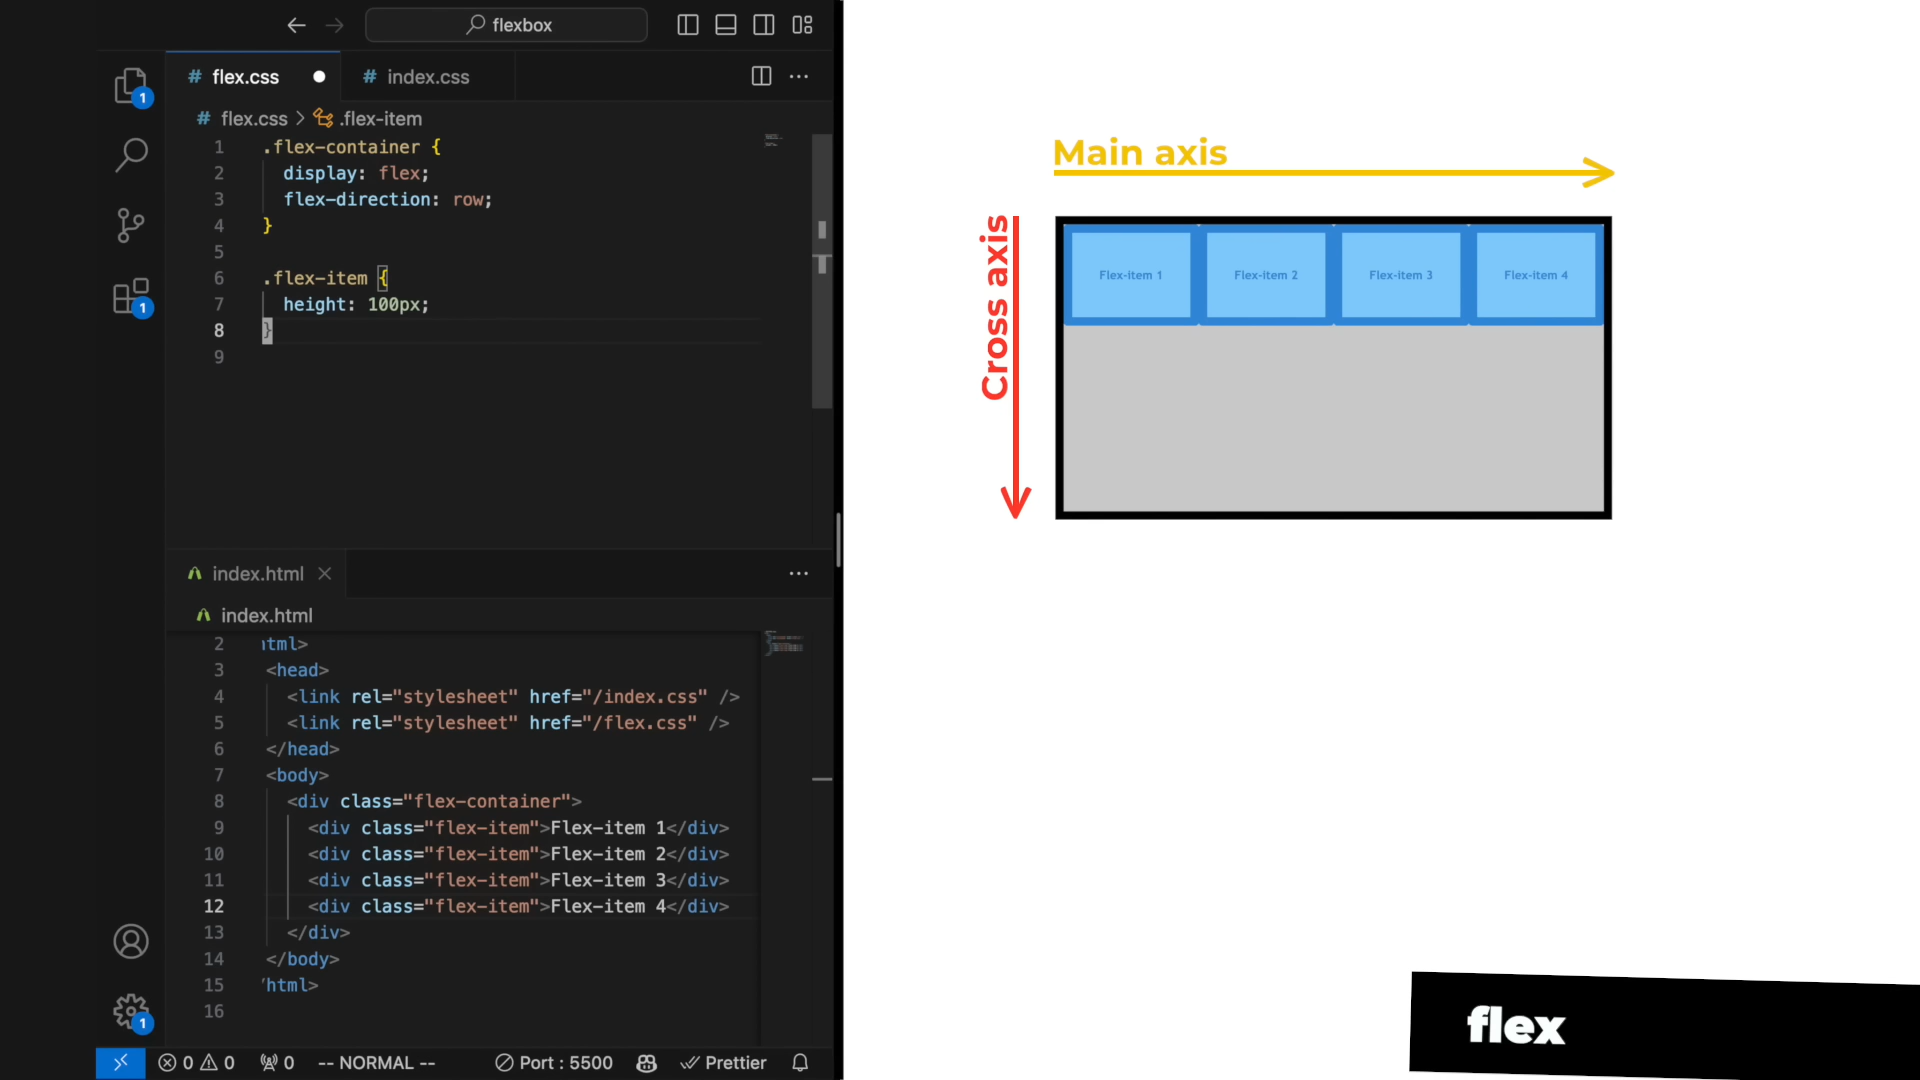 flexbox
# flex.css
# index.css
# flex.css > .flex-item
1 .flex-container {
2 display: flex;
3 flex-direction: row;
4 }
5
6 .flex-item {
7 height: 100px;
8 }
9
index.html
index.html
2 html>
3 <head>
4 <link rel="stylesheet" href="/index.css" />
5 <link rel="stylesheet" href="/flex.css" />
6 </head>
7 <body>
8 <div class="flex-container">
9 <div class="flex-item">Flex-item 1</div>
10 <div class="flex-item">Flex-item 2</div>
11 <div class="flex-item">Flex-item 3</div>
12 <div class="flex-item">Flex-item 4</div>
13 </div>
14 </body>
15 /html>
16
1
1
1
0 0 0 -- NORMAL -- Port : 5500 Prettier
Main axis
Cross axis
Flex-item 1
Flex-item 2
Flex-item 3
Flex-item 4
flex